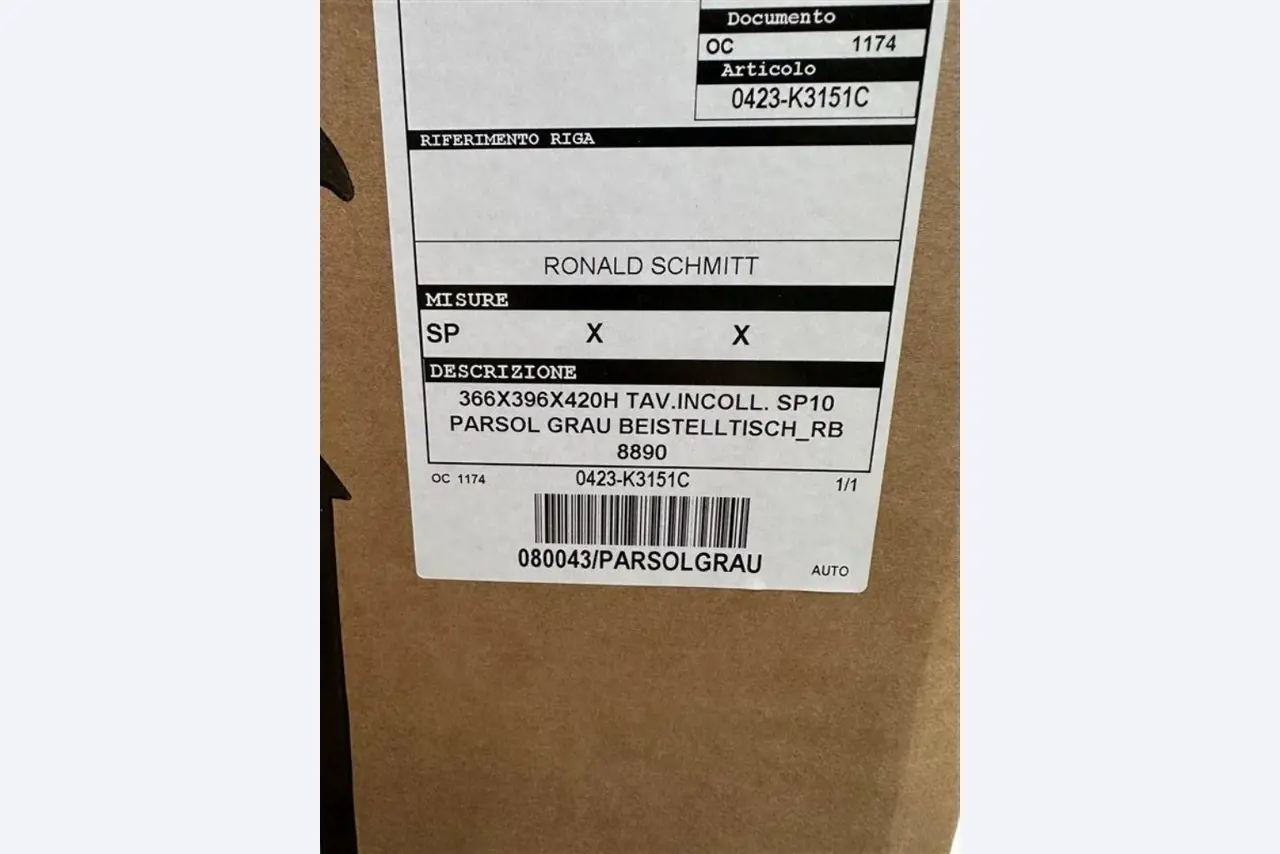 Documento
OC 1174
Articolo
0423-K3151C
RIFERIMENTO RIGA
RONALD SCHMITT
MISURE
SP X X
DESCRIZIONE
366X396X420H TAV.INCOLL. SP10
PARSOL GRAU BEISTELLTISCH_RB
8890
OC 1174 0423-K3151C 1/1
080043/PARSOLGRAU AUTO